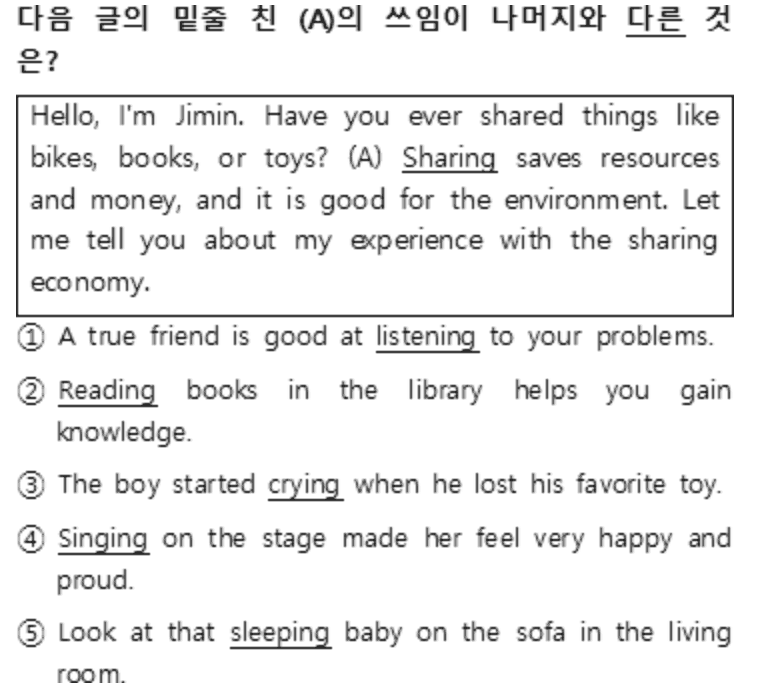 다음 글의 밑줄 친 (A)의 쓰임이 나머지와 다른 것
은?
Hello, I'm Jimin. Have you ever shared things like
bikes, books, or toys? (A) Sharing saves resources
and money, and it is good for the environment. Let
me tell you about my experience with the sharing
economy.
① A true friend is good at listening to your problems.
② Reading books in the library helps you gain
knowledge.
③ The boy started crying when he lost his favorite toy.
④ Singing on the stage made her feel very happy and
proud.
⑤ Look at that sleeping baby on the sofa in the living
room.